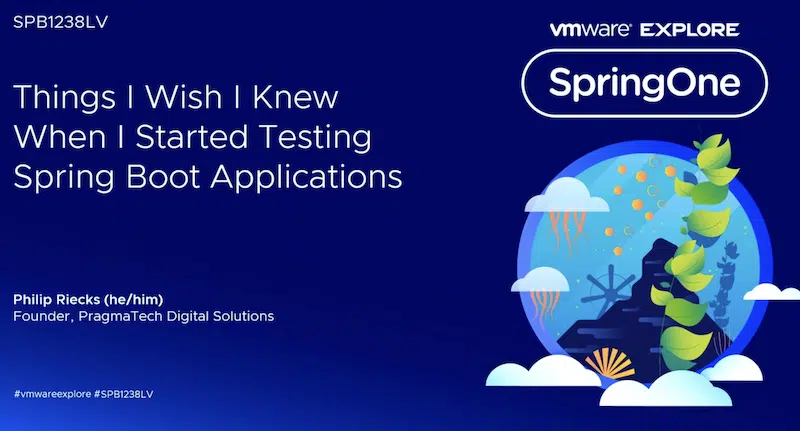 SPB1238LV
vmware® EXPLORE
SpringOne
Things I Wish I Knew
When I Started Testing
Spring Boot Applications
Philip Riecks (he/him)
Founder, PragmaTech Digital Solutions
#vmwareexplore #SPB1238LV